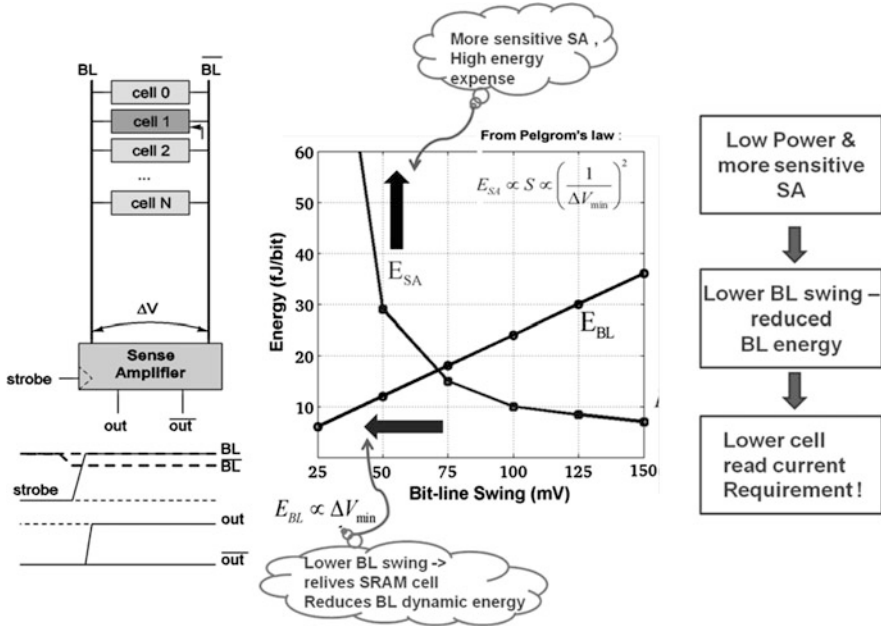 More sensitive SA ,
High energy
expense
BL
B̅L̅
cell 0
cell 1
cell 2
...
cell N
ΔV
Sense
Amplifier
strobe
out
o̅u̅t̅
BL
B̅L̅
strobe
out
o̅u̅t̅
From Pelgrom's law :
E_SA ∝ S ∝ (1/ΔV_min)^2
60
50
40
30
20
10
Energy (fJ/bit)
E_SA
E_BL
25
50
75
100
125
150
Bit-line Swing (mV)
E_BL ∝ ΔV_min
Lower BL swing ->
relives SRAM cell
Reduces BL dynamic energy
Low Power &
more sensitive
SA
Lower BL swing –
reduced
BL energy
Lower cell
read current
Requirement !